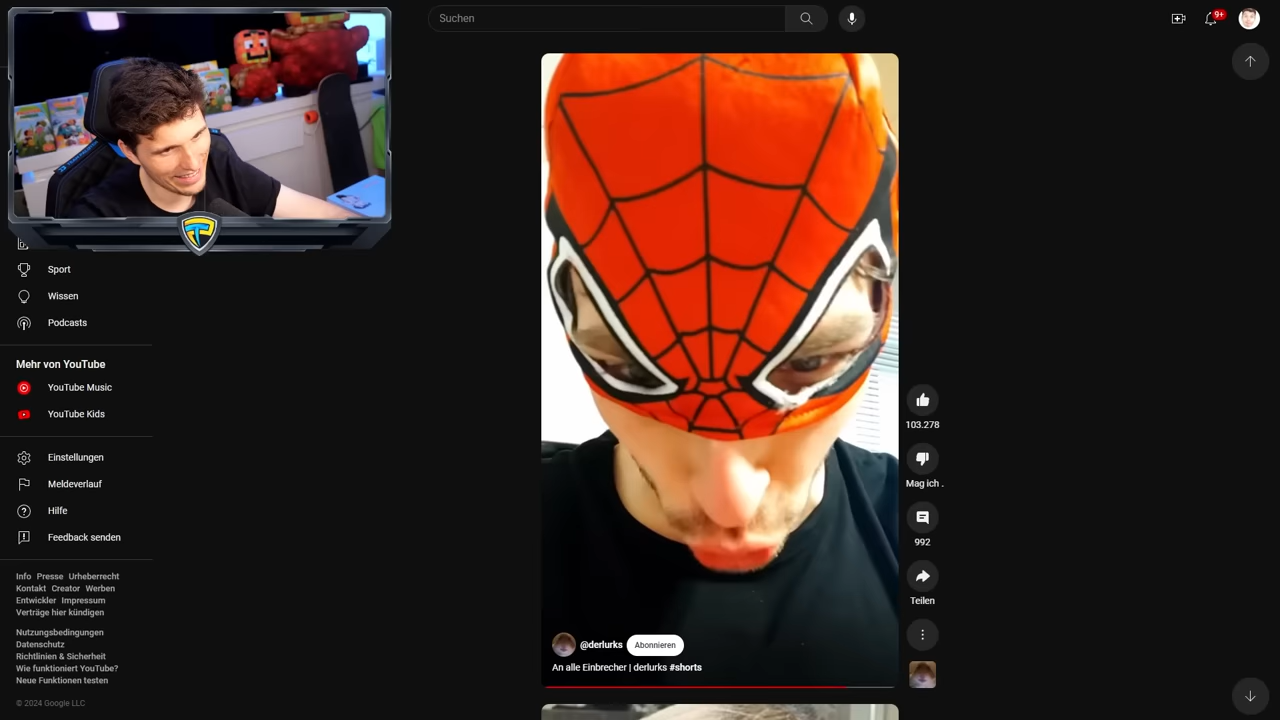 Suchen
9+
Sport
Wissen
Podcasts
Mehr von YouTube
YouTube Music
YouTube Kids
Einstellungen
Meldeverlauf
Hilfe
Feedback senden
Info Presse Urheberrecht
Kontakt Creator Werben
Entwickler Impressum
Verträge hier kündigen
Nutzungsbedingungen
Datenschutz
Richtlinien & Sicherheit
Wie funktioniert YouTube?
Neue Funktionen testen
© 2024 Google LLC
@derlurks Abonnieren
An alle Einbrecher | derlurks #shorts
103.278
Mag ich .
992
Teilen